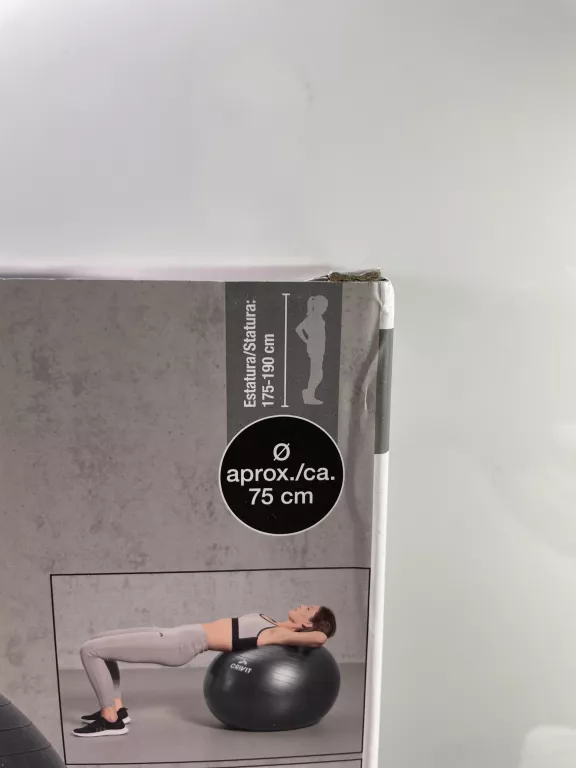 Estatura/Statura:
175-190 cm
Ø
aprox./ca.
75 cm
CRIVIT